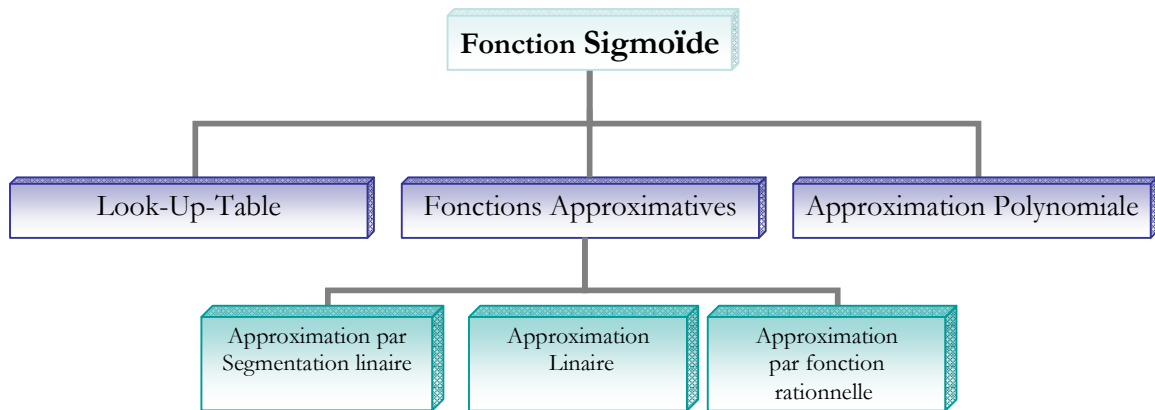 Fonction Sigmoïde
Look-Up-Table
Fonctions Approximatives
Approximation Polynomiale
Approximation par
Segmentation linaire
Approximation
Linaire
Approximation
par fonction
rationnelle